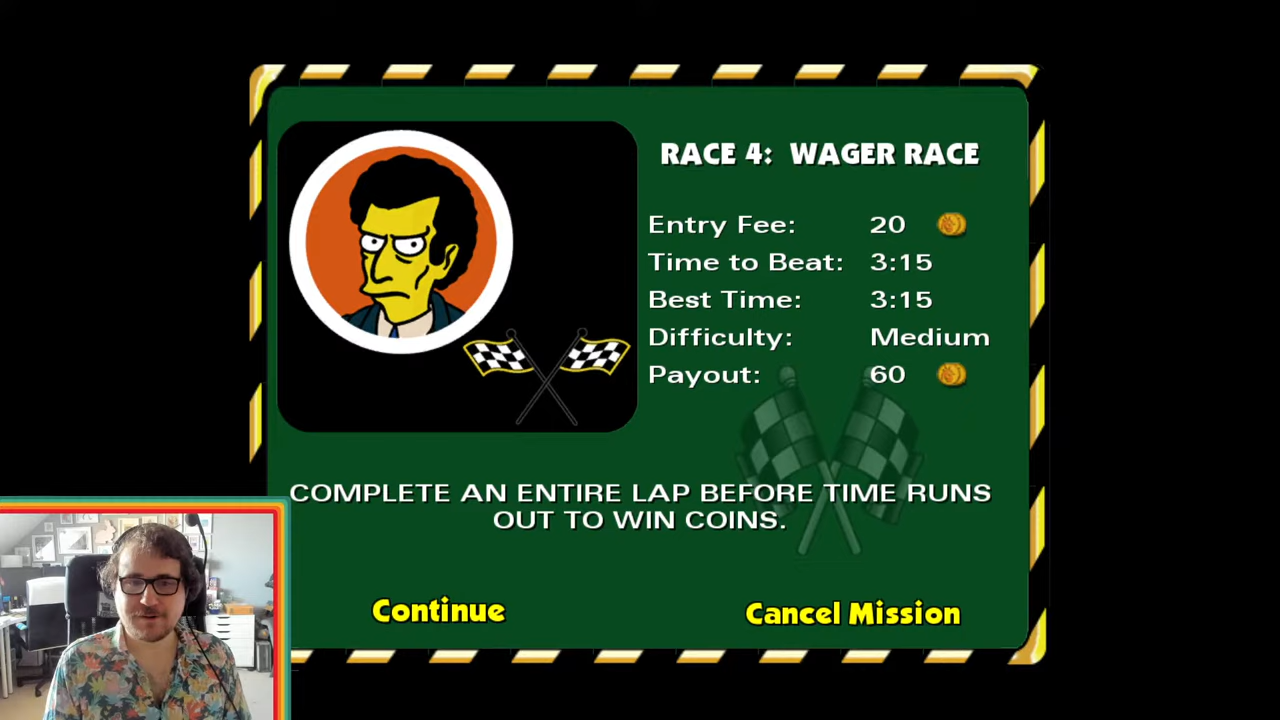 RACE 4: WAGER RACE
Entry Fee: 20
Time to Beat: 3:15
Best Time: 3:15
Difficulty: Medium
Payout: 60
COMPLETE AN ENTIRE LAP BEFORE TIME RUNS
OUT TO WIN COINS.
Continue
Cancel Mission